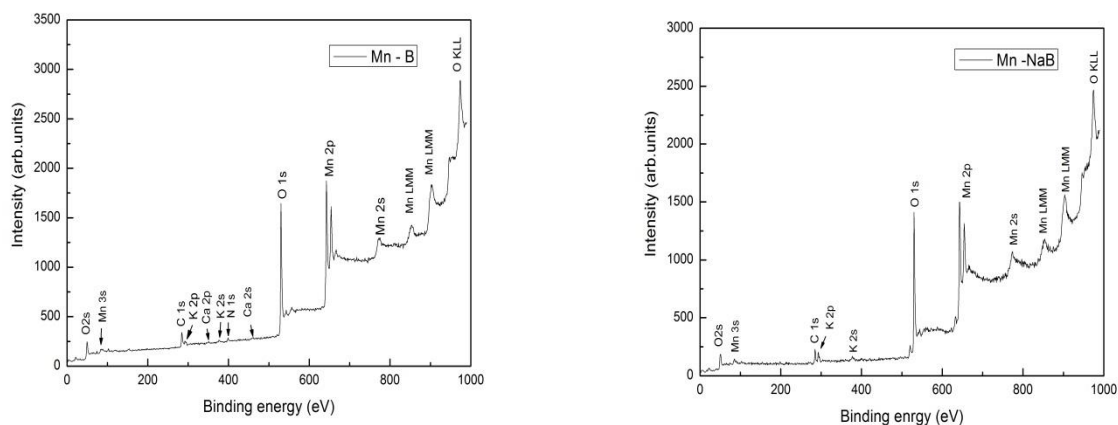 3500
3000
2500
2000
1500
1000
500
0
Intensity (arb.units)
Mn - B
O2s
Mn 3s
C 1s
K 2p
Ca 2p
K 2s
N 1s
Ca 2s
O 1s
Mn 2p
Mn 2s
Mn LMM
Mn LMM
O KLL
0 200 400 600 800 1000
Binding energy (eV)
3000
2500
2000
1500
1000
500
0
Intensity (arb.units)
Mn -NaB
O2s
Mn 3s
C 1s
K 2p
K 2s
O 1s
Mn 2p
Mn 2s
Mn LMM
Mn LMM
O KLL
0 200 400 600 800 1000
Binding enrgy (eV)